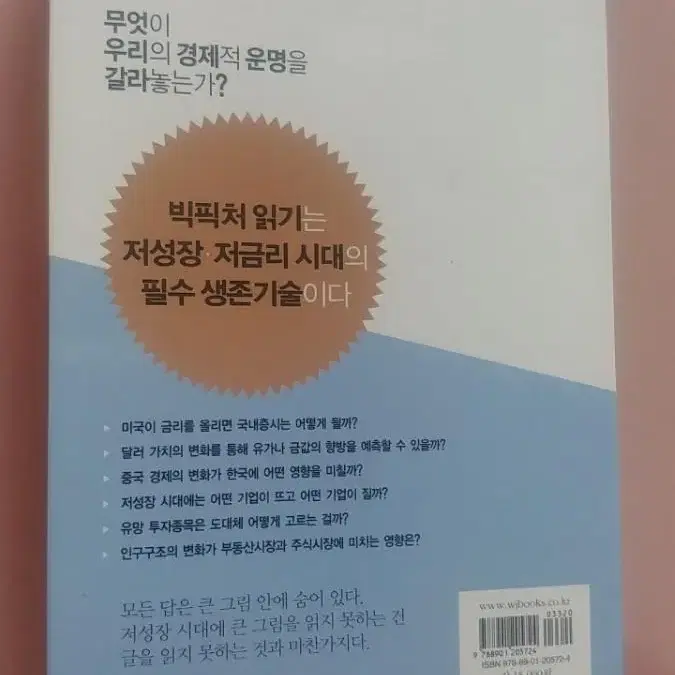 무엇이
우리의 경제적 운명을
갈라놓는가?
빅픽처 읽기는
저성장·저금리 시대의
필수 생존기술이다
미국이 금리를 올리면 국내증시는 어떻게 될까?
달러 가치의 변화를 통해 유가나 금값의 향방을 예측할 수 있을까?
중국 경제의 변화가 한국에 어떤 영향을 미칠까?
저성장 시대에는 어떤 기업이 뜨고 어떤 기업이 질까?
유망 투자종목은 도대체 어떻게 고르는 걸까?
인구구조의 변화가 부동산시장과 주식시장에 미치는 영향은?
모든 답은 큰 그림 안에 숨어 있다.
저성장 시대에 큰 그림을 읽지 못하는 건
글을 읽지 못하는 것과 마찬가지다.
www.wjbooks.co.kr
03320
9 788901 205724
ISBN 978-89-01-20572-4